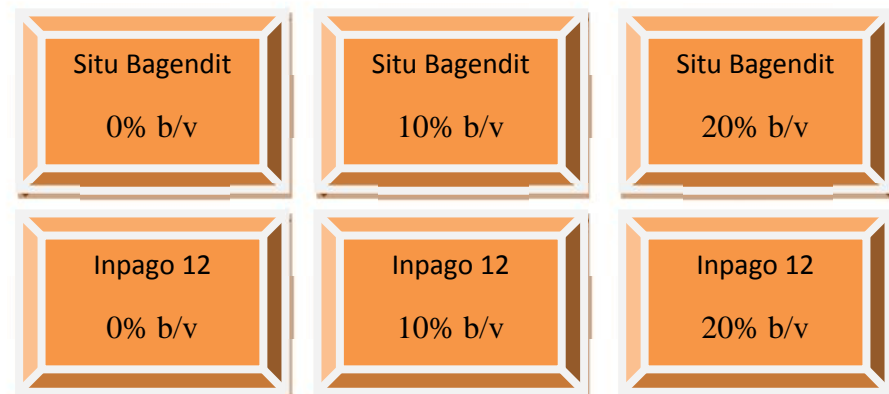 Situ Bagendit
0% b/v
Situ Bagendit
10% b/v
Situ Bagendit
20% b/v
Inpago 12
0% b/v
Inpago 12
10% b/v
Inpago 12
20% b/v